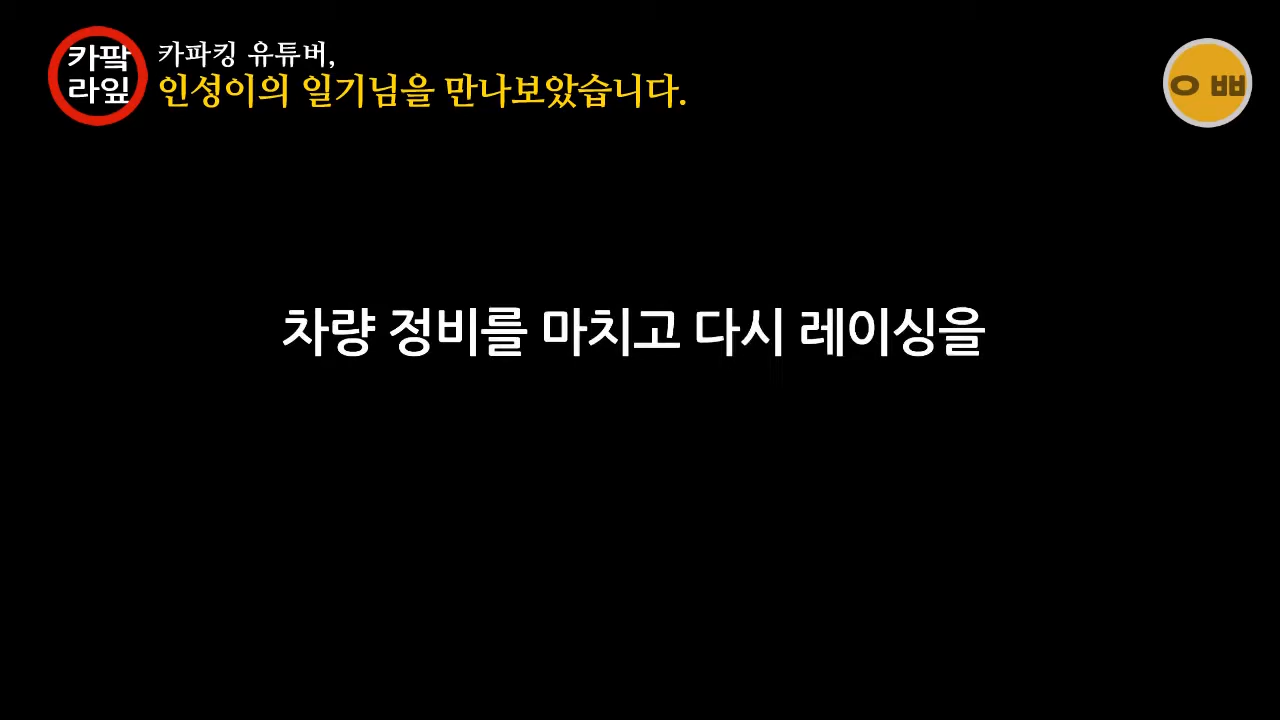 카팤
라잎
카파킹 유튜버,
인성이의 일기님을 만나보았습니다.
ㅇ ㅃ
차량 정비를 마치고 다시 레이싱을